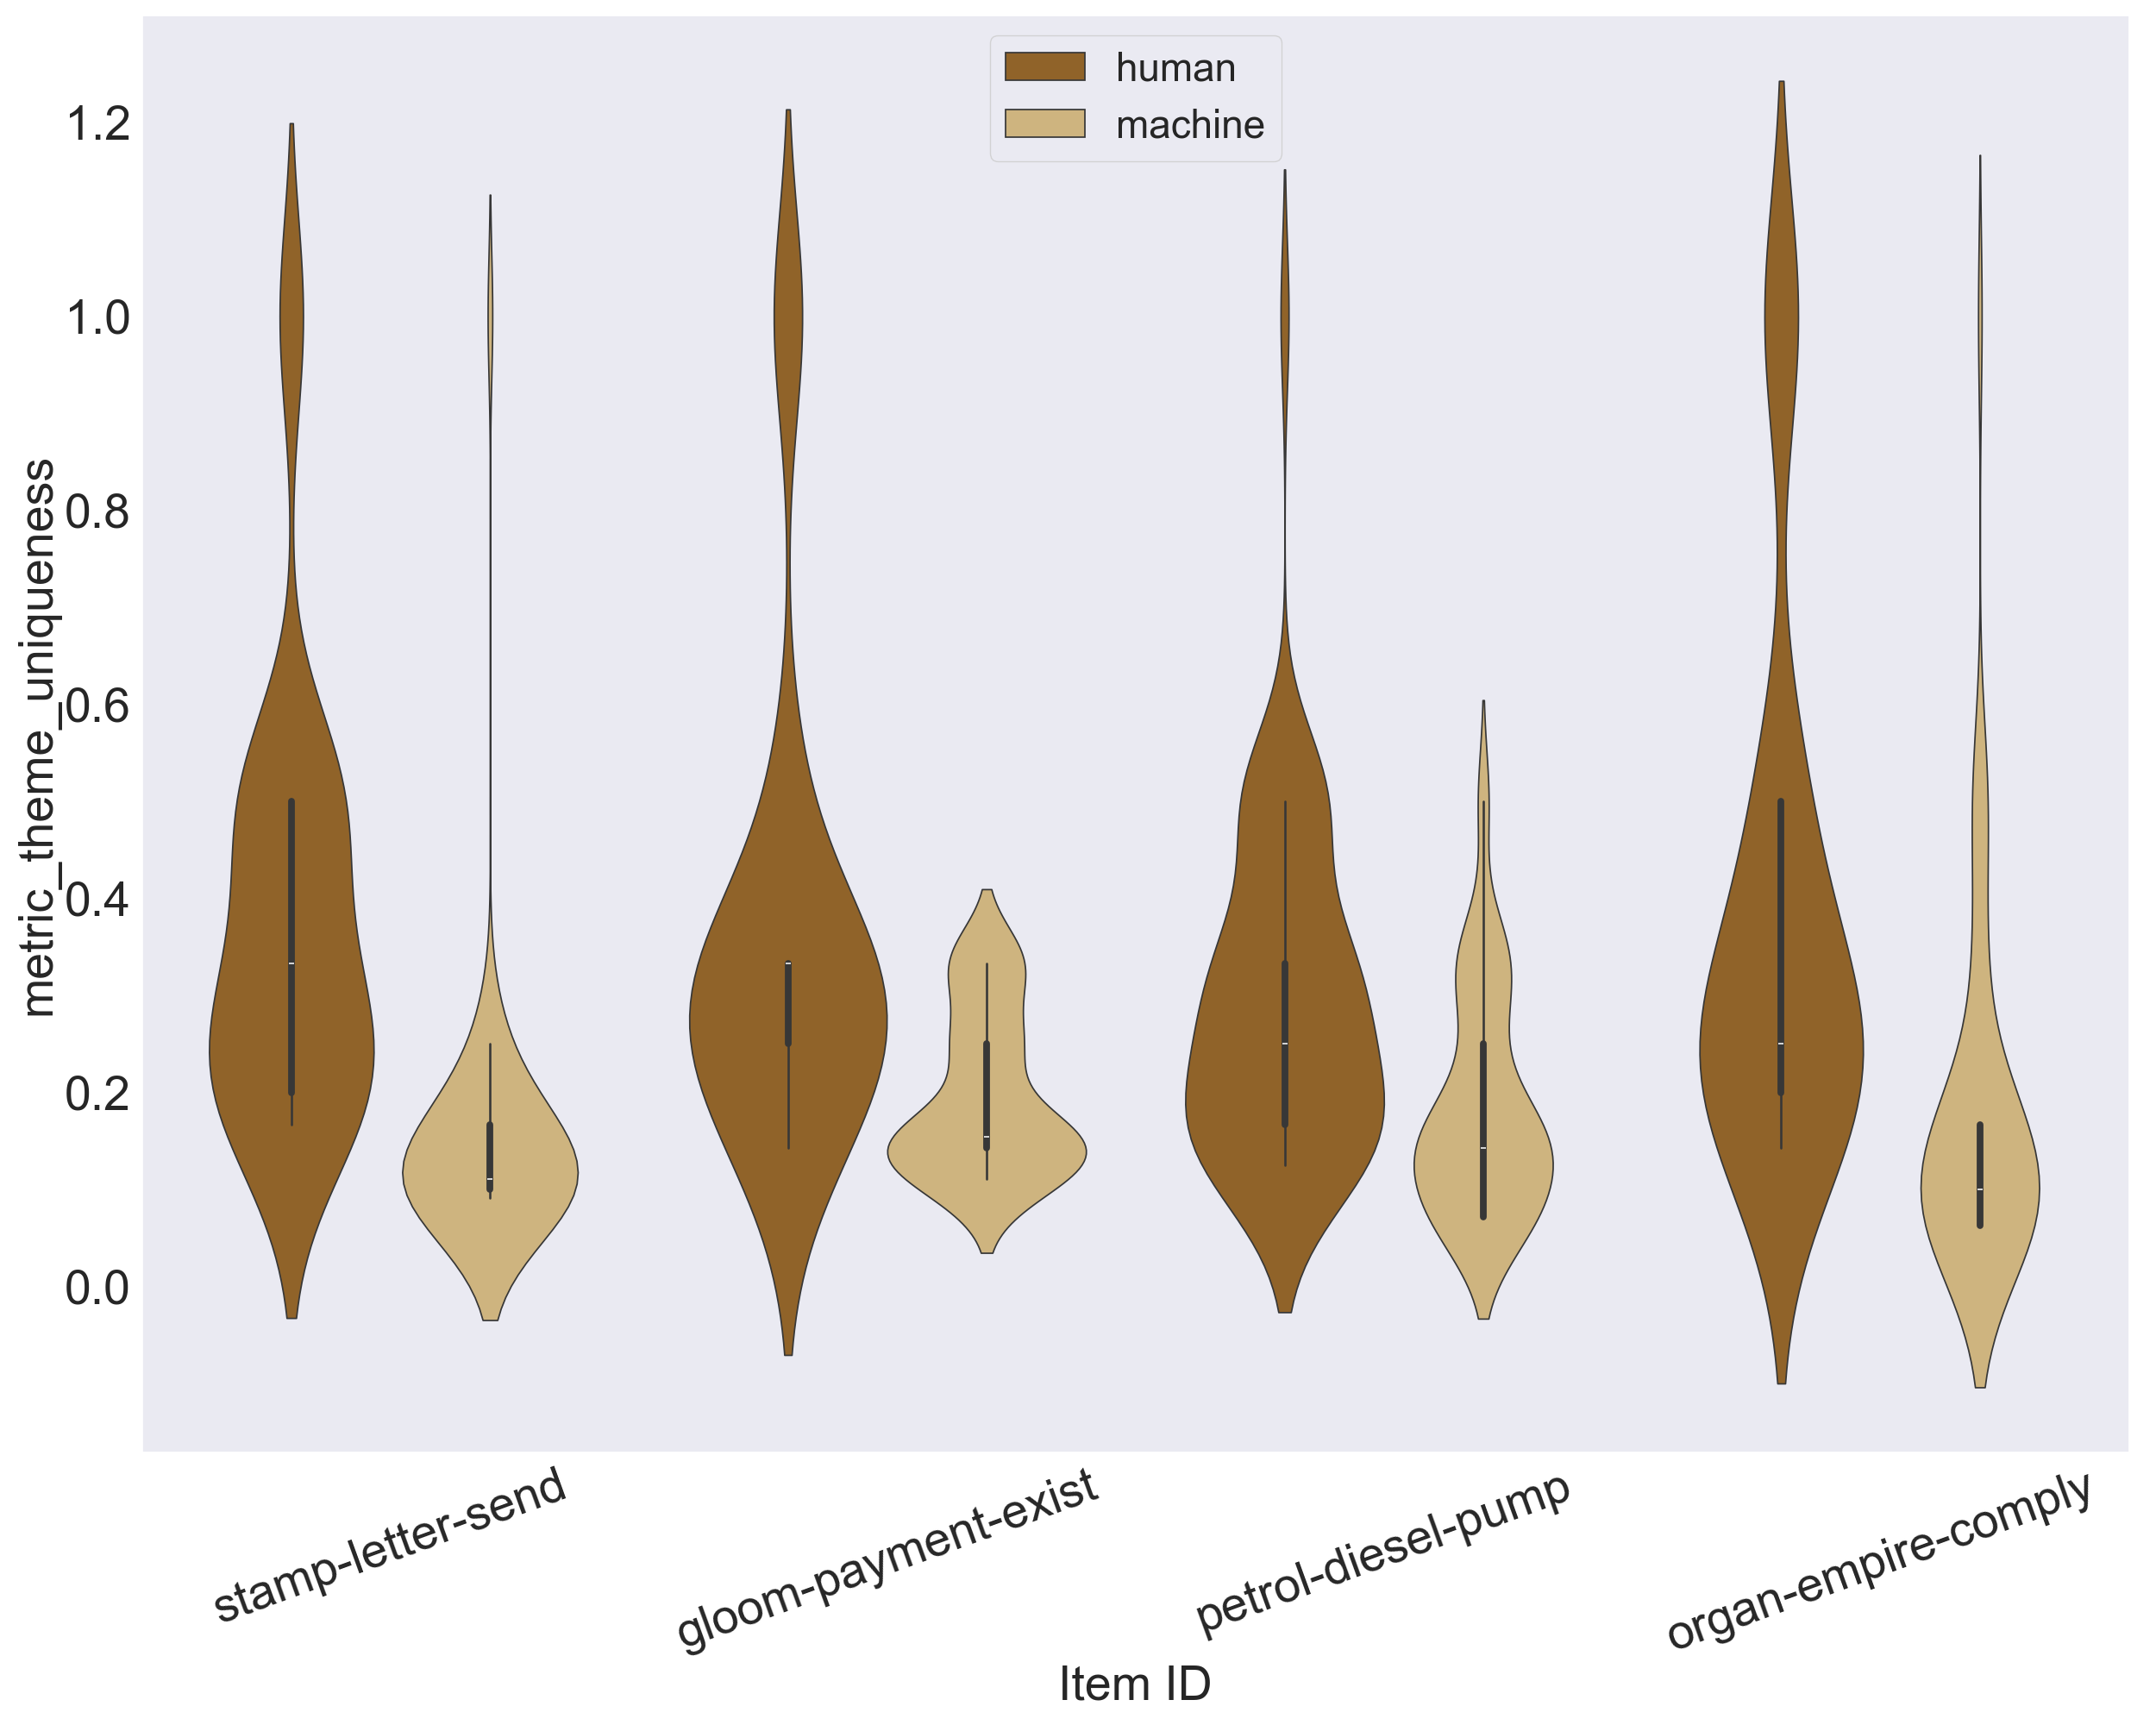 human
machine
metric_theme_uniqueness
1.2
1.0
0.8
0.6
0.4
0.2
0.0
stamp-letter-send
gloom-payment-exist
petrol-diesel-pump
organ-empire-comply
Item ID